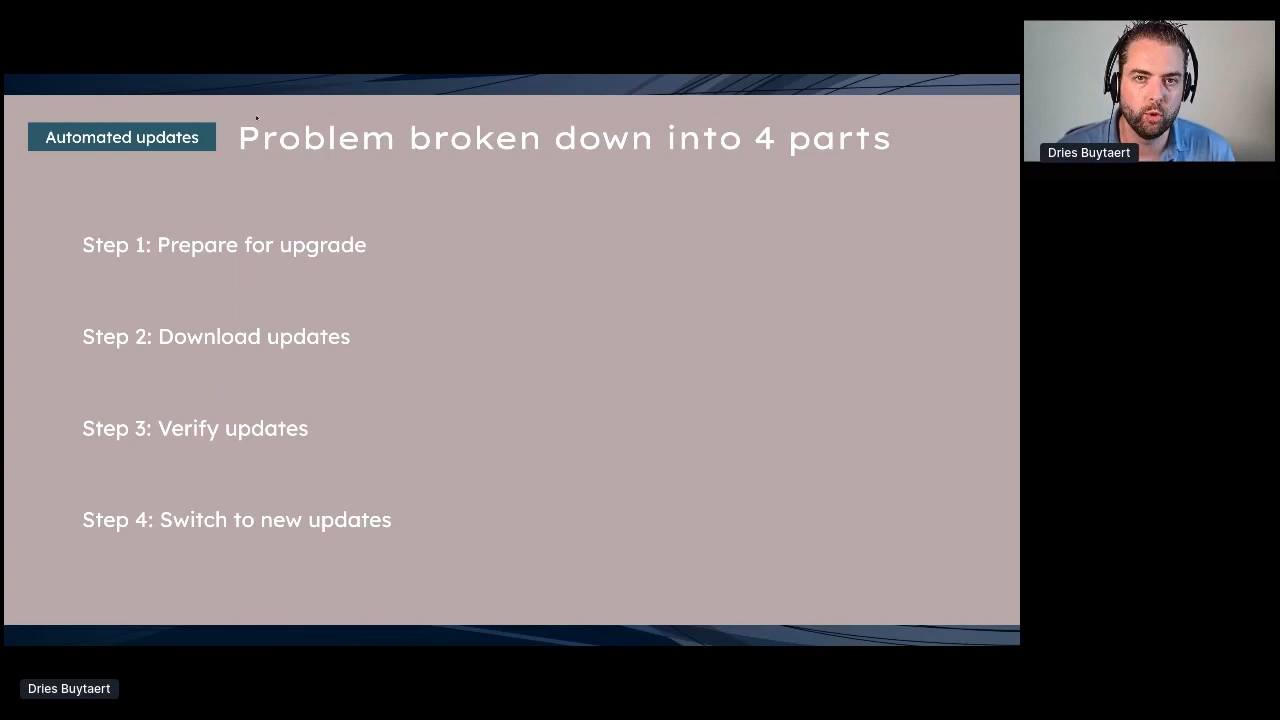 Automated updates
Problem broken down into 4 parts
Step 1: Prepare for upgrade
Step 2: Download updates
Step 3: Verify updates
Step 4: Switch to new updates
Dries Buytaert
Dries Buytaert